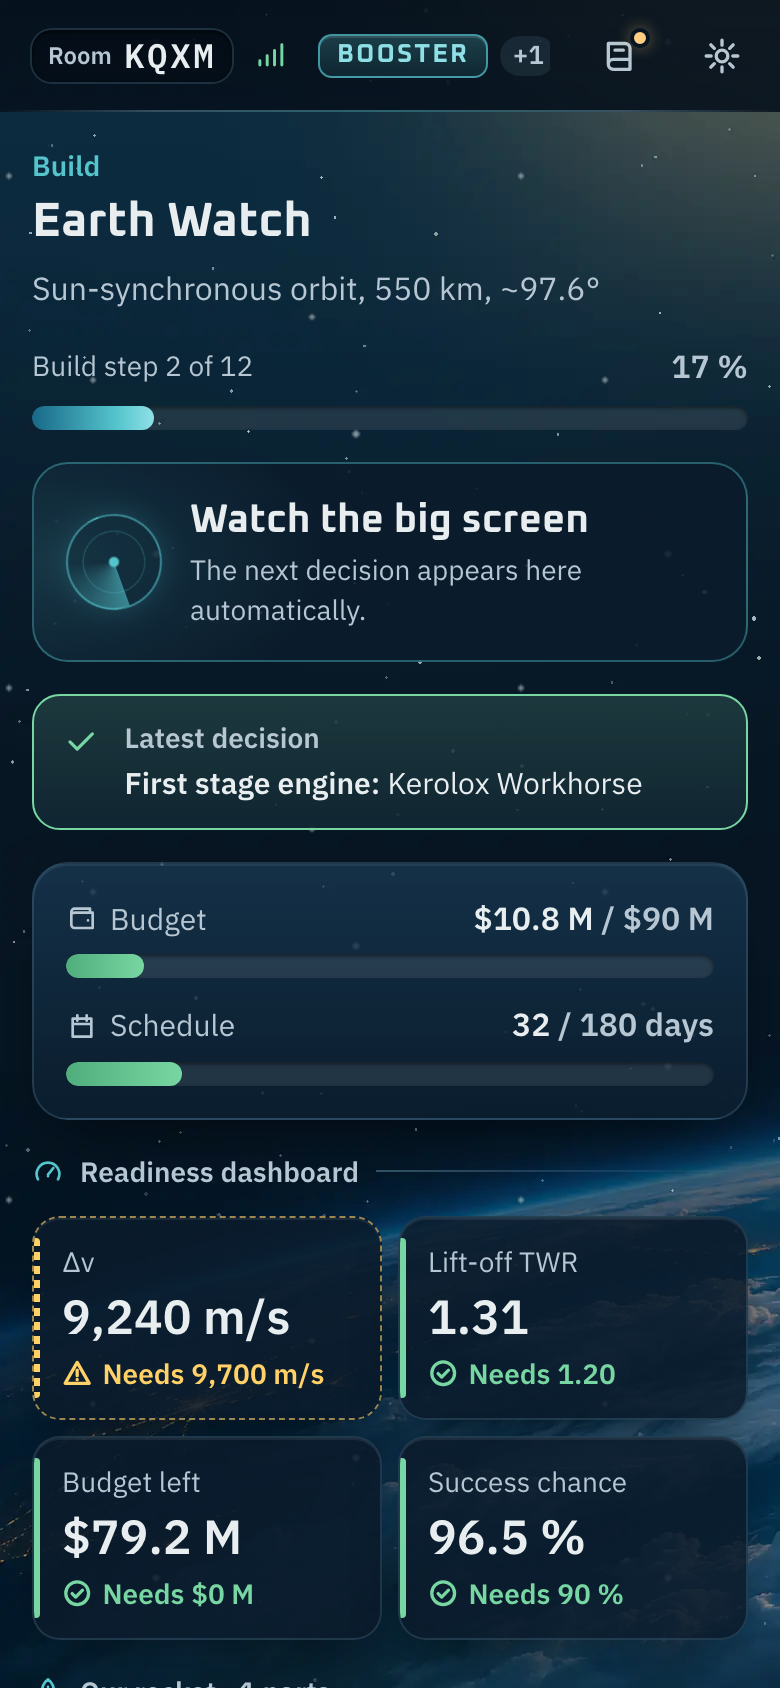 Room KQXM BOOSTER +1
Build
Earth Watch
Sun-synchronous orbit, 550 km, ~97.6°
Build step 2 of 12 17 %
Watch the big screen
The next decision appears here
automatically.
Latest decision
First stage engine: Kerolox Workhorse
Budget $10.8 M / $90 M
Schedule 32 / 180 days
Readiness dashboard
Δv
9,240 m/s
Needs 9,700 m/s
Lift-off TWR
1.31
Needs 1.20
Budget left
$79.2 M
Needs $0 M
Success chance
96.5 %
Needs 90 %